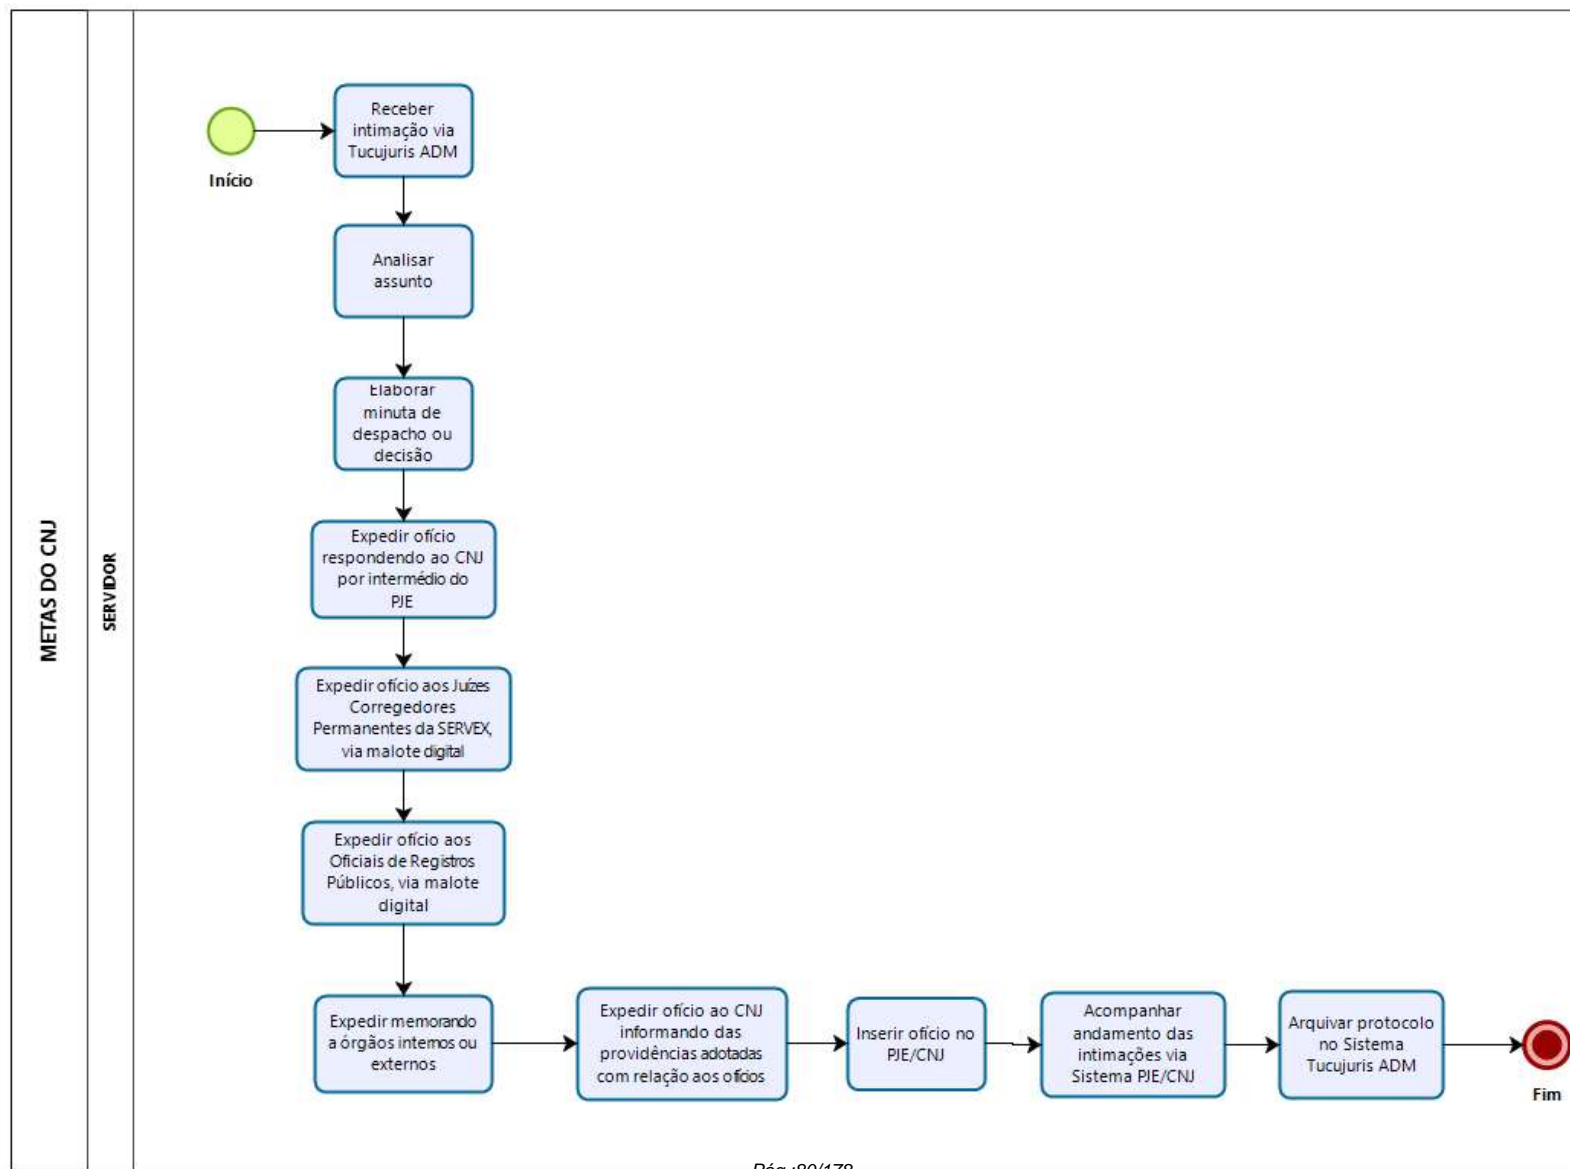 METAS DO CNJ
SERVIDOR
Início
Receber
intimação via
Tucujuris ADM
Analisar
assunto
Elaborar
minuta de
despacho ou
decisão
Expedir ofício
respondendo ao CNJ
por intermédio do
PJE
Expedir ofício aos Juízes
Corregedores
Permanentes da SERVEX,
via malote digital
Expedir ofício aos
Oficiais de Registros
Públicos, via malote
digital
Expedir memorando
a órgãos internos ou
externos
Expedir ofício ao CNJ
informando das
providências adotadas
com relação aos ofícios
Inserir ofício no
PJE/CNJ
Acompanhar
andamento das
intimações via
Sistema PJE/CNJ
Arquivar protocolo
no Sistema
Tucujuris ADM
Fim
Pág.:80/178